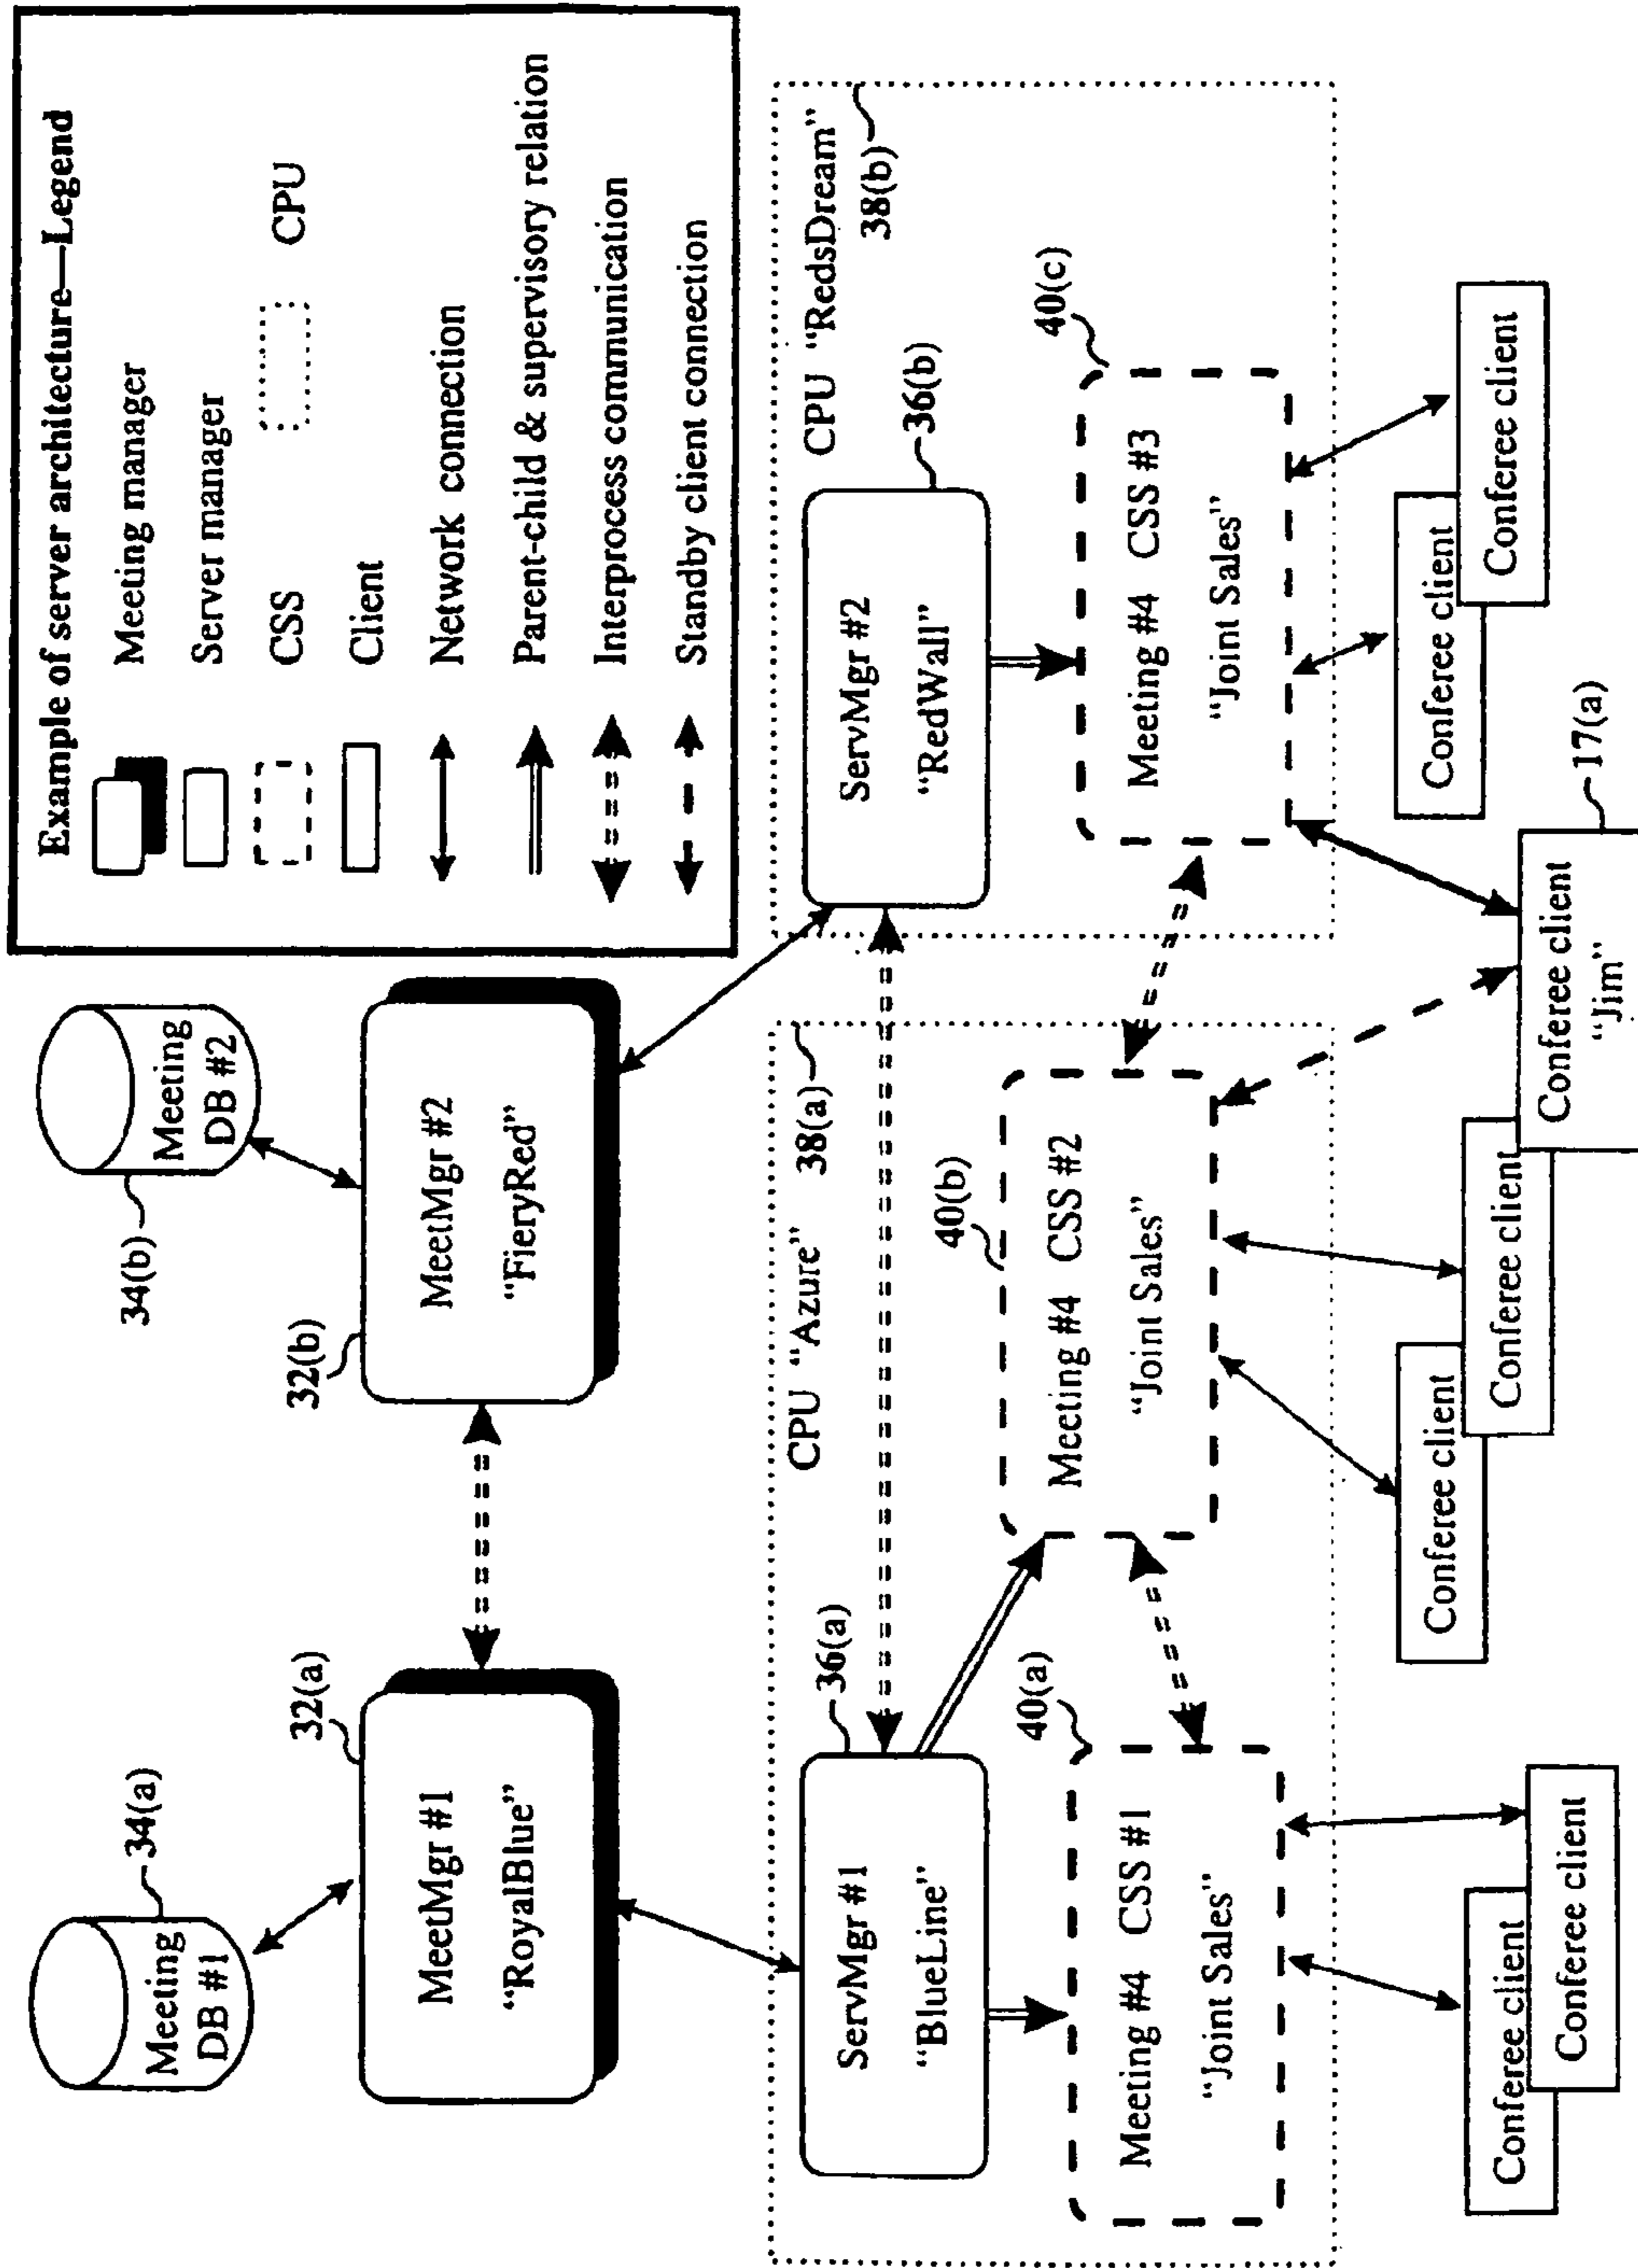 Example of server architecture—Legend
Meeting manager
Server manager
CSS
CPU
Client
Network connection
Parent-child & supervisory relation
Interprocess communication
Standby client connection
34(a)
Meeting
DB #1
34(b)
Meeting
DB #2
32(a)
MeetMgr #1
“RoyalBlue”
32(b)
MeetMgr #2
“FieryRed”
CPU “Azure”
38(a)
CPU “RedsDream”
38(b)
36(a)
ServMgr #1
“BlueLine”
36(b)
ServMgr #2
“RedWall”
40(a)
Meeting #4 CSS #1
“Joint Sales”
40(b)
Meeting #4 CSS #2
“Joint Sales”
40(c)
Meeting #4 CSS #3
“Joint Sales”
Conferee client
Conferee client
Conferee client
Conferee client
Conferee client
“Jim”
17(a)
Conferee client
Conferee client